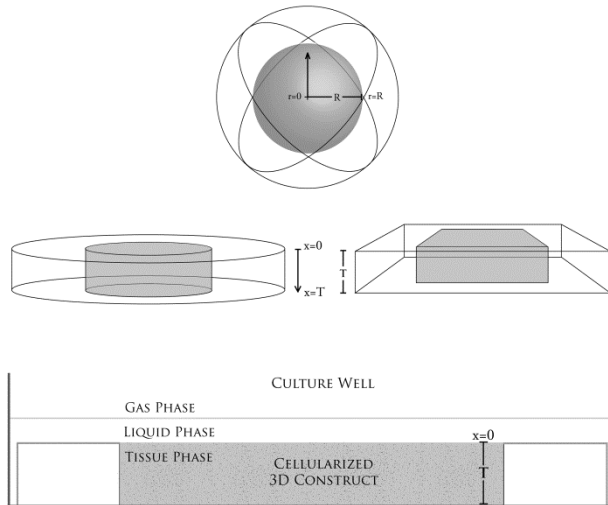 r=0
R
r=R
x=0
x=T
T
CULTURE WELL
GAS PHASE
LIQUID PHASE
TISSUE PHASE
x=0
T
CELLULARIZED
3D CONSTRUCT